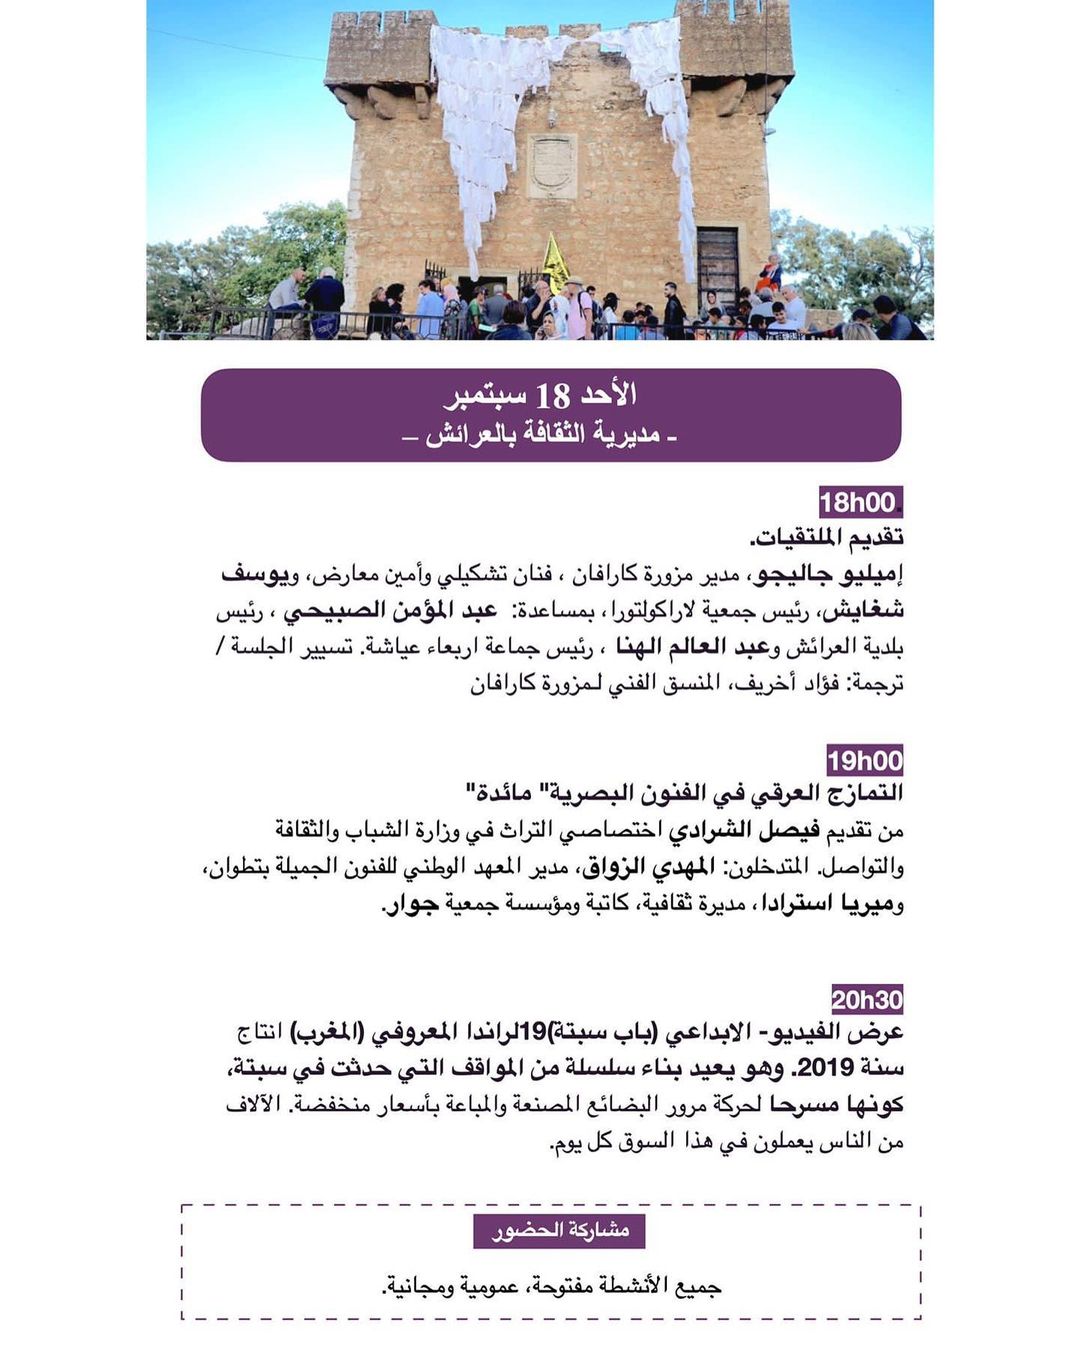 الأحد 18 سبتمبر
- مديرية الثقافة بالعرائش –
18h00.
تقديم الملتقيات.
إميليو جاليجو، مدير مزورة كارافان ، فنان تشكيلي وأمين معارض، ويوسف
شغايش، رئيس جمعية لاراكولتورا، بمساعدة: عبد المؤمن الصبيحي ، رئيس
بلدية العرائش وعبد العالم الهنا ، رئيس جماعة اربعاء عياشة. تسيير الجلسة /
ترجمة: فؤاد أخريف، المنسق الفني لمزورة كارافان
19h00
التمازج العرقي في الفنون البصرية" مائدة"
من تقديم فيصل الشرادي اختصاصي التراث في وزارة الشباب والثقافة
والتواصل. المتدخلون: المهدي الزواق، مدير المعهد الوطني للفنون الجميلة بتطوان،
وميريا استرادا، مديرة ثقافية، كاتبة ومؤسسة جمعية جوار.
20h30
عرض الفيديو- الابداعي (باب سبتة)19لراندا المعروفي (المغرب) انتاج
سنة 2019. وهو يعيد بناء سلسلة من المواقف التي حدثت في سبتة،
كونها مسرحا لحركة مرور البضائع المصنعة والمباعة بأسعار منخفضة. الآلاف
من الناس يعملون في هذا السوق كل يوم.
مشاركة الحضور
جميع الأنشطة مفتوحة، عمومية ومجانية.